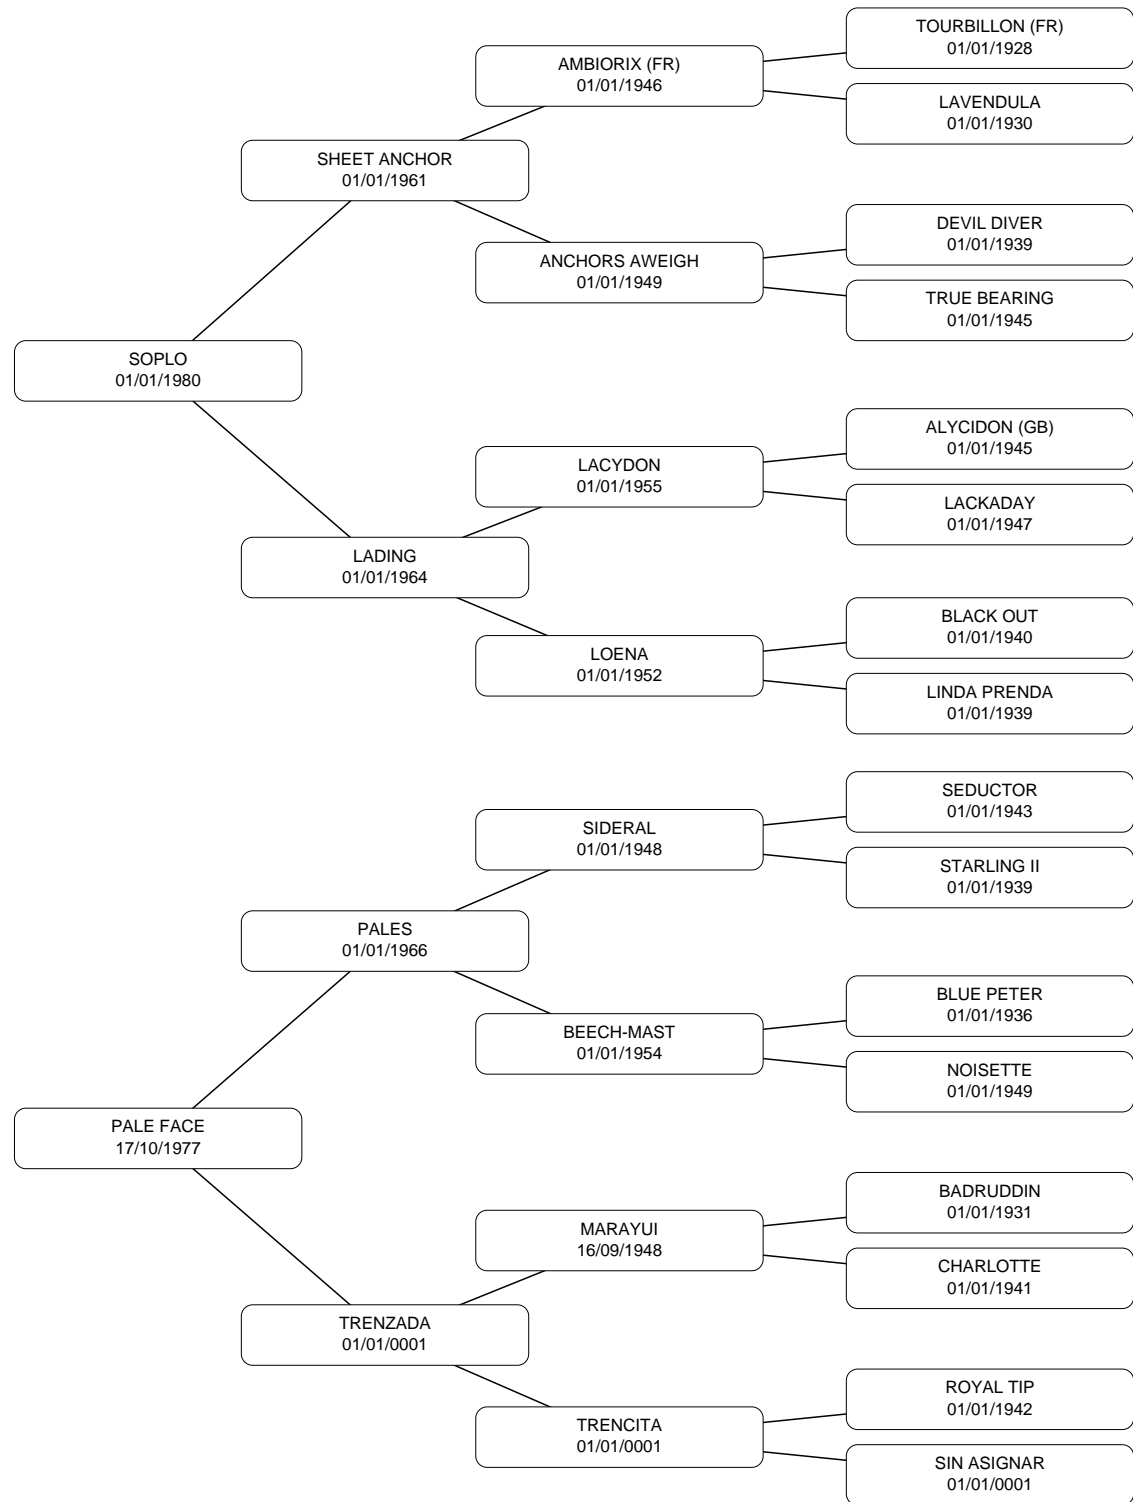 TOURBILLON (FR)
01/01/1928
AMBIORIX (FR)
01/01/1946
LAVENDULA
01/01/1930
SHEET ANCHOR
01/01/1961
DEVIL DIVER
01/01/1939
ANCHORS AWEIGH
01/01/1949
TRUE BEARING
01/01/1945
SOPLO
01/01/1980
ALYCIDON (GB)
01/01/1945
LACYDON
01/01/1955
LACKADAY
01/01/1947
LADING
01/01/1964
BLACK OUT
01/01/1940
LOENA
01/01/1952
LINDA PRENDA
01/01/1939
SEDUCTOR
01/01/1943
SIDERAL
01/01/1948
STARLING II
01/01/1939
PALES
01/01/1966
BLUE PETER
01/01/1936
BEECH-MAST
01/01/1954
NOISETTE
01/01/1949
PALE FACE
17/10/1977
BADRUDDIN
01/01/1931
MARAYUI
16/09/1948
CHARLOTTE
01/01/1941
TRENZADA
01/01/0001
ROYAL TIP
01/01/1942
TRENCITA
01/01/0001
SIN ASIGNAR
01/01/0001